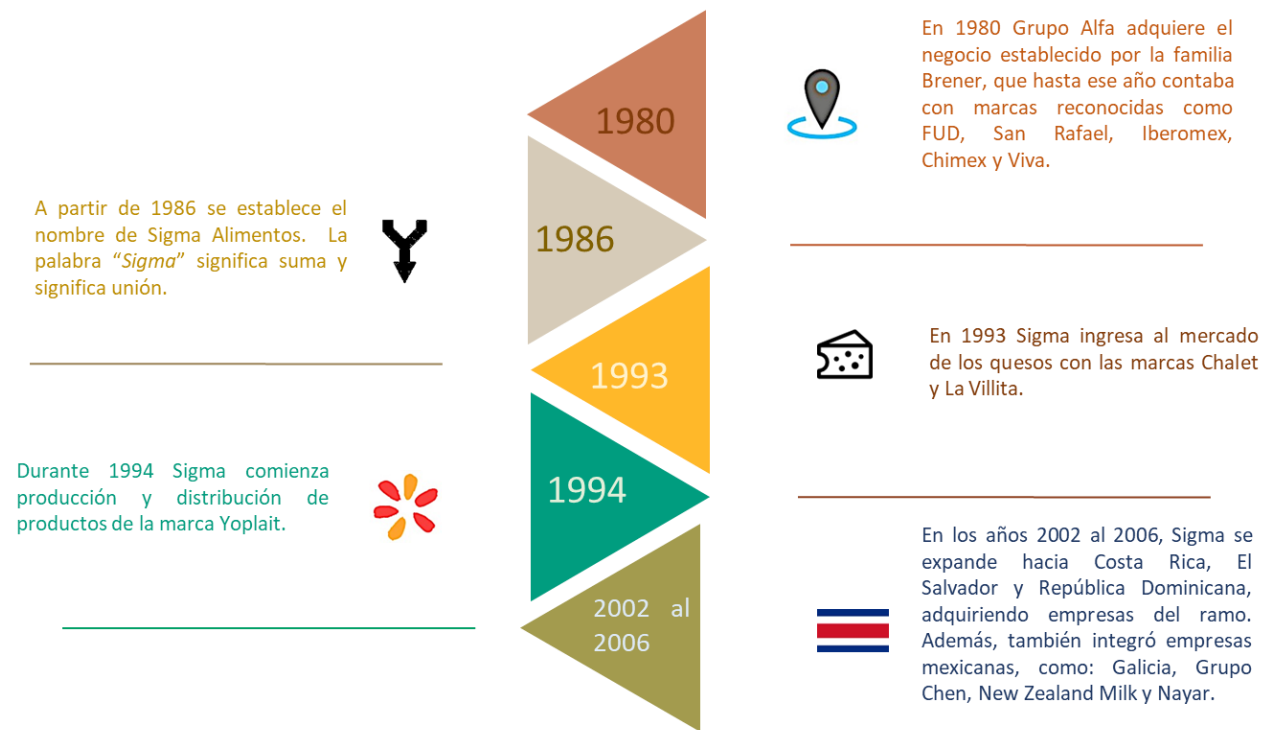 1980
En 1980 Grupo Alfa adquiere el
negocio establecido por la familia
Brener, que hasta ese año contaba
con marcas reconocidas como
FUD, San Rafael, Iberomex,
Chimex y Viva.
1986
A partir de 1986 se establece el
nombre de Sigma Alimentos. La
palabra “Sigma” significa suma y
significa unión.
1993
En 1993 Sigma ingresa al mercado
de los quesos con las marcas Chalet
y La Villita.
1994
Durante 1994 Sigma comienza
producción y distribución de
productos de la marca Yoplait.
2002 al
2006
En los años 2002 al 2006, Sigma se
expande hacia Costa Rica, El
Salvador y República Dominicana,
adquiriendo empresas del ramo.
Además, también integró empresas
mexicanas, como: Galicia, Grupo
Chen, New Zealand Milk y Nayar.